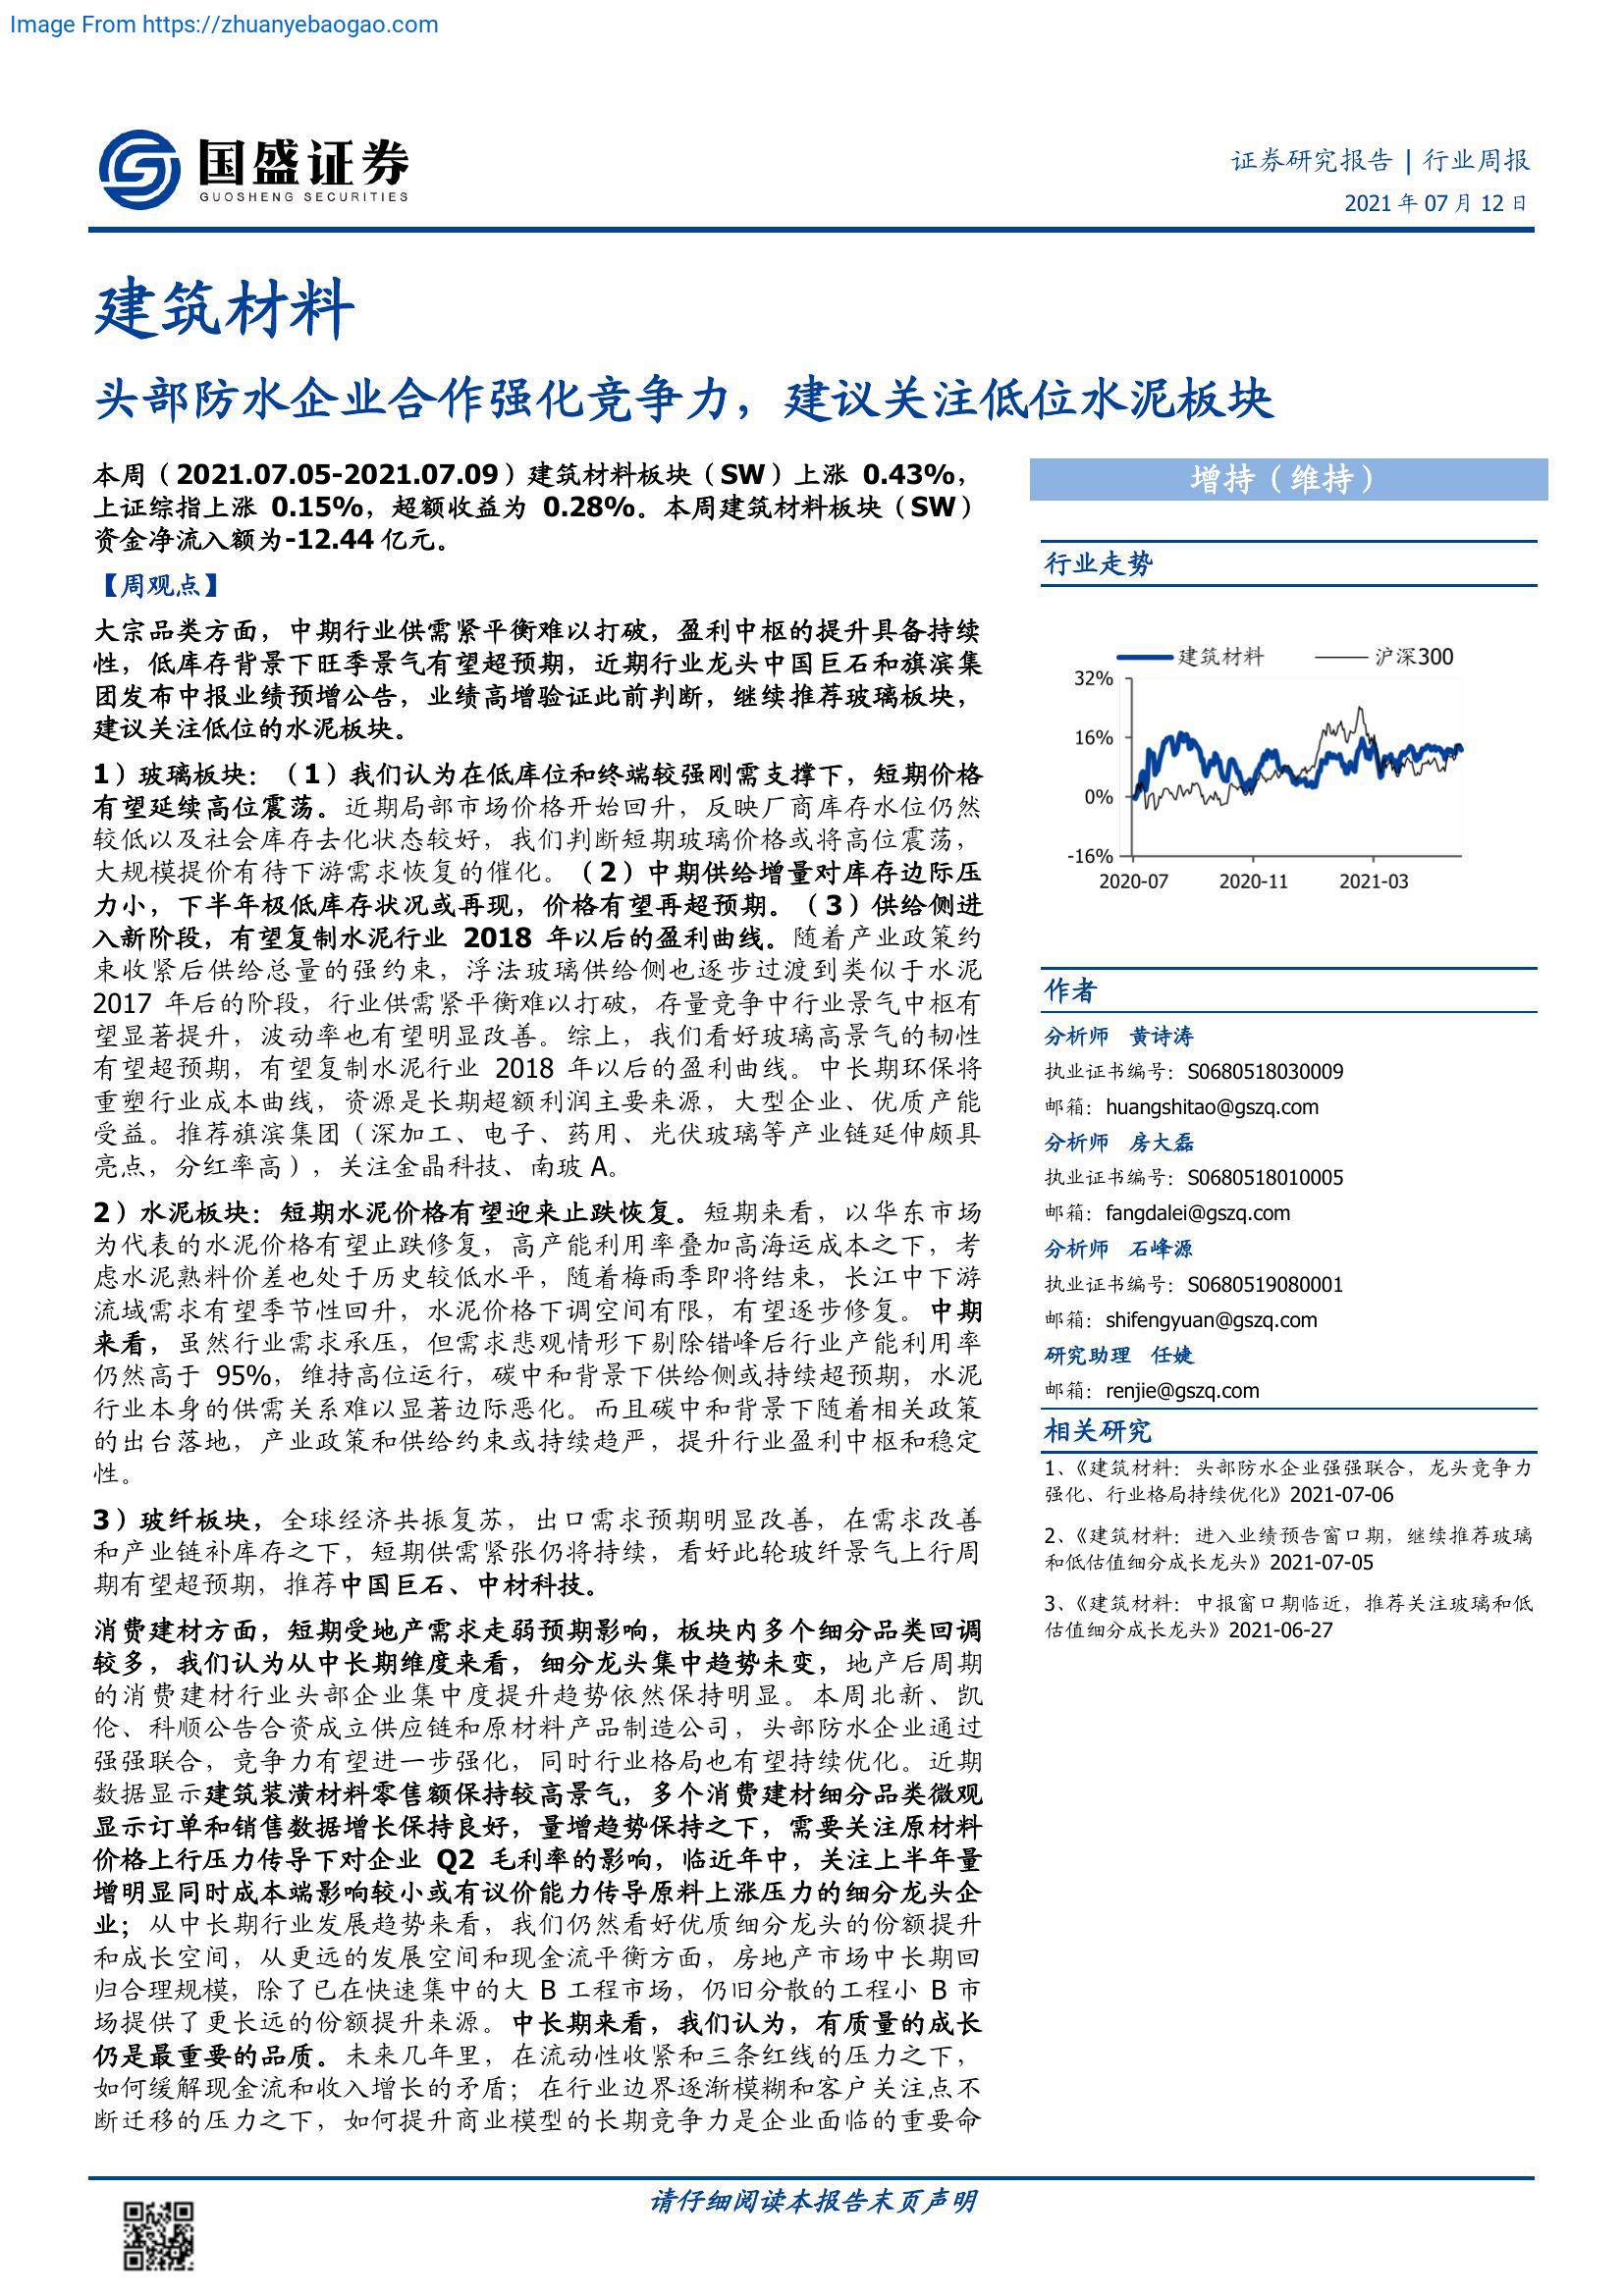 Image From https://zhuanyebaogao.com
国盛证券
GUOSHENG SECURITIES
证券研究报告 | 行业周报
2021 年 07 月 12 日
建筑材料
头部防水企业合作强化竞争力，建议关注低位水泥板块
本周（2021.07.05-2021.07.09）建筑材料板块（SW）上涨 0.43%，
上证综指上涨 0.15%，超额收益为 0.28%。本周建筑材料板块（SW）
资金净流入额为-12.44 亿元。
【周观点】
大宗品类方面，中期行业供需紧平衡难以打破，盈利中枢的提升具备持续
性，低库存背景下旺季景气有望超预期，近期行业龙头中国巨石和旗滨集
团发布中报业绩预增公告，业绩高增验证此前判断，继续推荐玻璃板块，
建议关注低位的水泥板块。
1）玻璃板块：（1）我们认为在低库位和终端较强刚需支撑下，短期价格
有望延续高位震荡。近期局部市场价格开始回升，反映厂商库存水位仍然
较低以及社会库存去化状态较好，我们判断短期玻璃价格或将高位震荡，
大规模提价有待下游需求恢复的催化。（2）中期供给增量对库存边际压
力小，下半年极低库存状况或再现，价格有望再超预期。（3）供给侧进
入新阶段，有望复制水泥行业 2018 年以后的盈利曲线。随着产业政策约
束收紧后供给总量的强约束，浮法玻璃供给侧也逐步过渡到类似于水泥
2017 年后的阶段，行业供需紧平衡难以打破，存量竞争中行业景气中枢有
望显著提升，波动率也有望明显改善。综上，我们看好玻璃高景气的韧性
有望超预期，有望复制水泥行业 2018 年以后的盈利曲线。中长期环保将
重塑行业成本曲线，资源是长期超额利润主要来源，大型企业、优质产能
受益。推荐旗滨集团（深加工、电子、药用、光伏玻璃等产业链延伸颇具
亮点，分红率高），关注金晶科技、南玻 A。
2）水泥板块：短期水泥价格有望迎来止跌恢复。短期来看，以华东市场
为代表的水泥价格有望止跌修复，高产能利用率叠加高海运成本之下，考
虑水泥熟料价差也处于历史较低水平，随着梅雨季即将结束，长江中下游
流域需求有望季节性回升，水泥价格下调空间有限，有望逐步修复。中期
来看，虽然行业需求承压，但需求悲观情形下剔除错峰后行业产能利用率
仍然高于 95%，维持高位运行，碳中和背景下供给侧或持续超预期，水泥
行业本身的供需关系难以显著边际恶化。而且碳中和背景下随着相关政策
的出台落地，产业政策和供给约束或持续趋严，提升行业盈利中枢和稳定
性。
3）玻纤板块，全球经济共振复苏，出口需求预期明显改善，在需求改善
和产业链补库存之下，短期供需紧张仍将持续，看好此轮玻纤景气上行周
期有望超预期，推荐中国巨石、中材科技。
消费建材方面，短期受地产需求走弱预期影响，板块内多个细分品类回调
较多，我们认为从中长期维度来看，细分龙头集中趋势未变，地产后周期
的消费建材行业头部企业集中度提升趋势依然保持明显。本周北新、凯
伦、科顺公告合资成立供应链和原材料产品制造公司，头部防水企业通过
强强联合，竞争力有望进一步强化，同时行业格局也有望持续优化。近期
数据显示建筑装潢材料零售额保持较高景气，多个消费建材细分品类微观
显示订单和销售数据增长保持良好，量增趋势保持之下，需要关注原材料
价格上行压力传导下对企业 Q2 毛利率的影响，临近年中，关注上半年量
增明显同时成本端影响较小或有议价能力传导原料上涨压力的细分龙头企
业；从中长期行业发展趋势来看，我们仍然看好优质细分龙头的份额提升
和成长空间，从更远的发展空间和现金流平衡方面，房地产市场中长期回
归合理规模，除了已在快速集中的大 B 工程市场，仍旧分散的工程小 B 市
场提供了更长远的份额提升来源。中长期来看，我们认为，有质量的成长
仍是最重要的品质。未来几年里，在流动性收紧和三条红线的压力之下，
如何缓解现金流和收入增长的矛盾；在行业边界逐渐模糊和客户关注点不
断迁移的压力之下，如何提升商业模型的长期竞争力是企业面临的重要命
增持（维持）
行业走势
建筑材料 沪深300
32%
16%
0%
-16%
2020-07 2020-11 2021-03
作者
分析师 黄诗涛
执业证书编号：S0680518030009
邮箱：huangshitao@gszq.com
分析师 房大磊
执业证书编号：S0680518010005
邮箱：fangdalei@gszq.com
分析师 石峰源
执业证书编号：S0680519080001
邮箱：shifengyuan@gszq.com
研究助理 任婕
邮箱：renjie@gszq.com
相关研究
1、《建筑材料：头部防水企业强强联合，龙头竞争力
强化、行业格局持续优化》2021-07-06
2、《建筑材料：进入业绩预告窗口期，继续推荐玻璃
和低估值细分成长龙头》2021-07-05
3、《建筑材料：中报窗口期临近，推荐关注玻璃和低
估值细分成长龙头》2021-06-27
请仔细阅读本报告末页声明